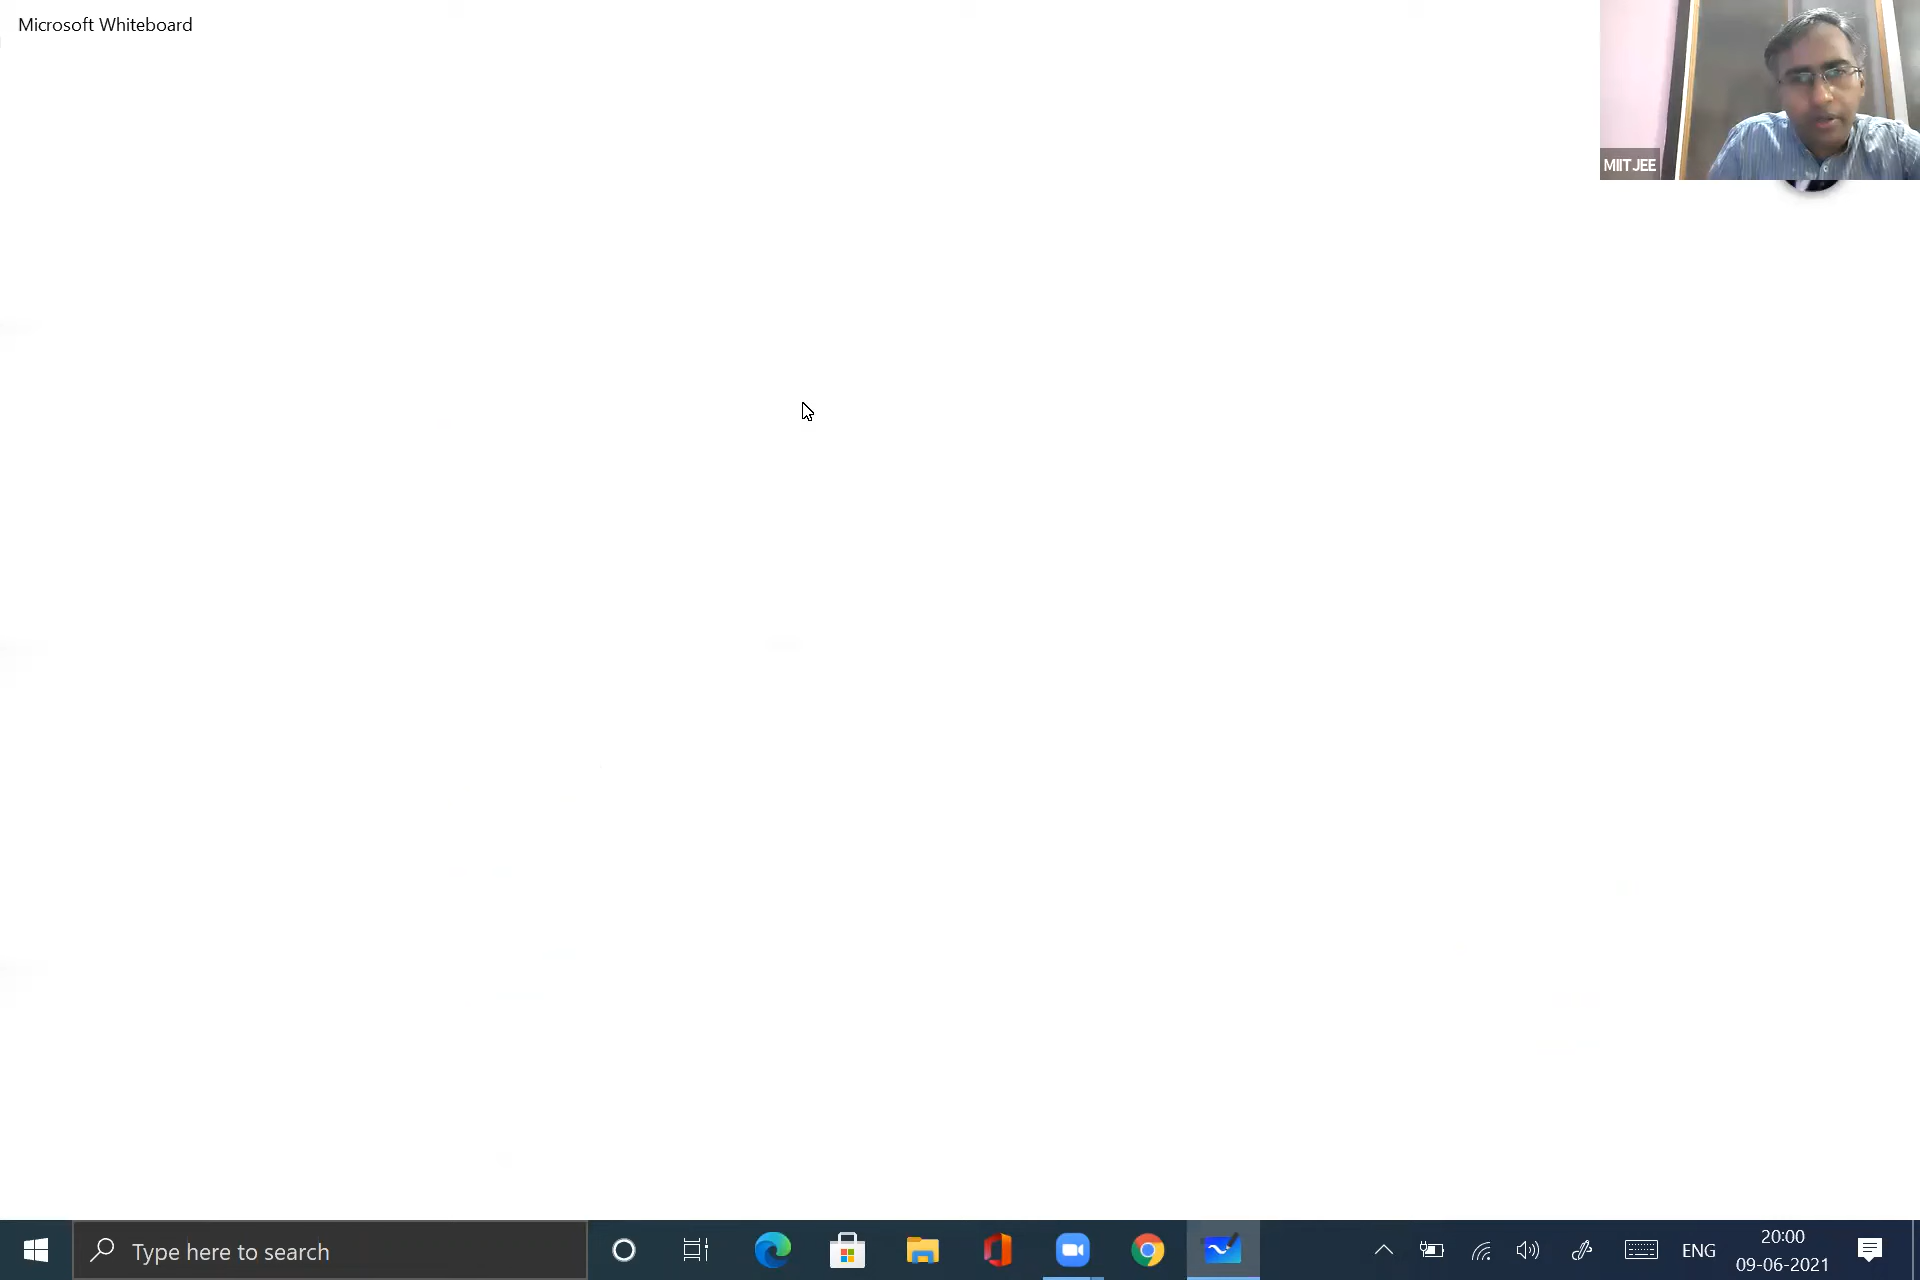 Microsoft Whiteboard
MIIT JEE
Type here to search
ENG
20:00
09-06-2021